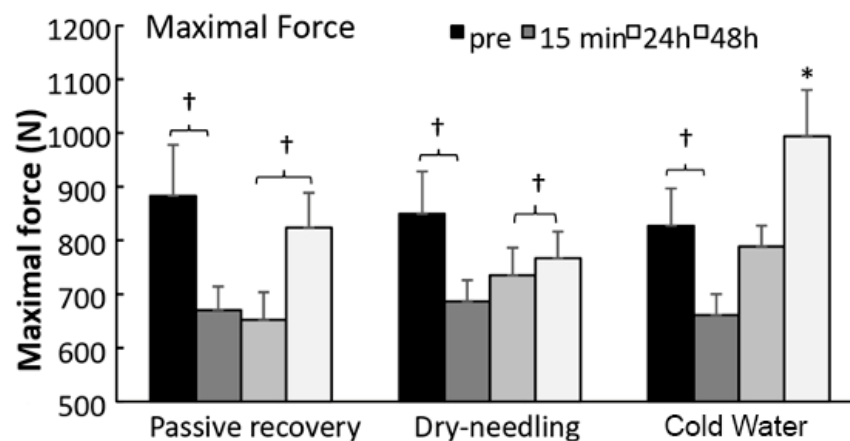 Maximal Force
pre 15 min 24h 48h
Maximal force (N)
1200
1100
1000
900
800
700
600
500
†
†
†
†
†
*
Passive recovery
Dry-needling
Cold Water